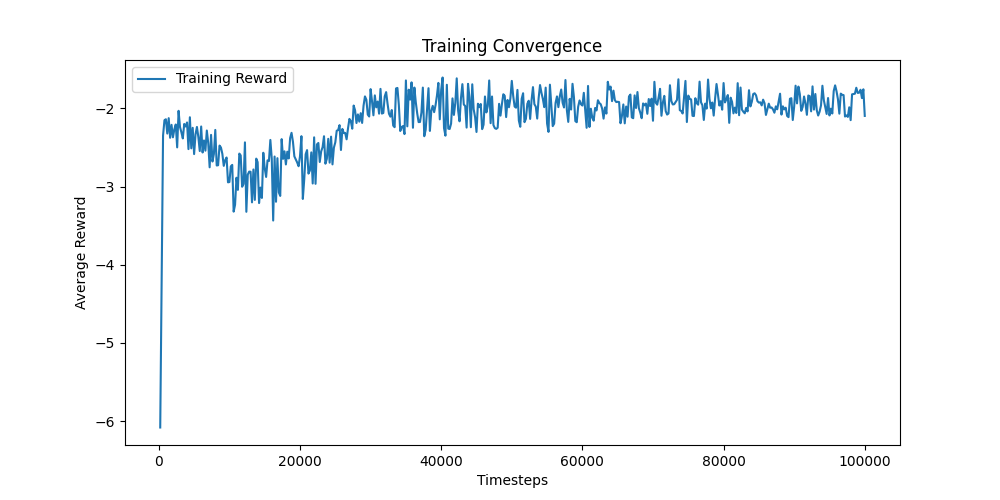 Training Convergence
Training Reward
Average Reward
−2
−3
−4
−5
−6
0 20000 40000 60000 80000 100000
Timesteps